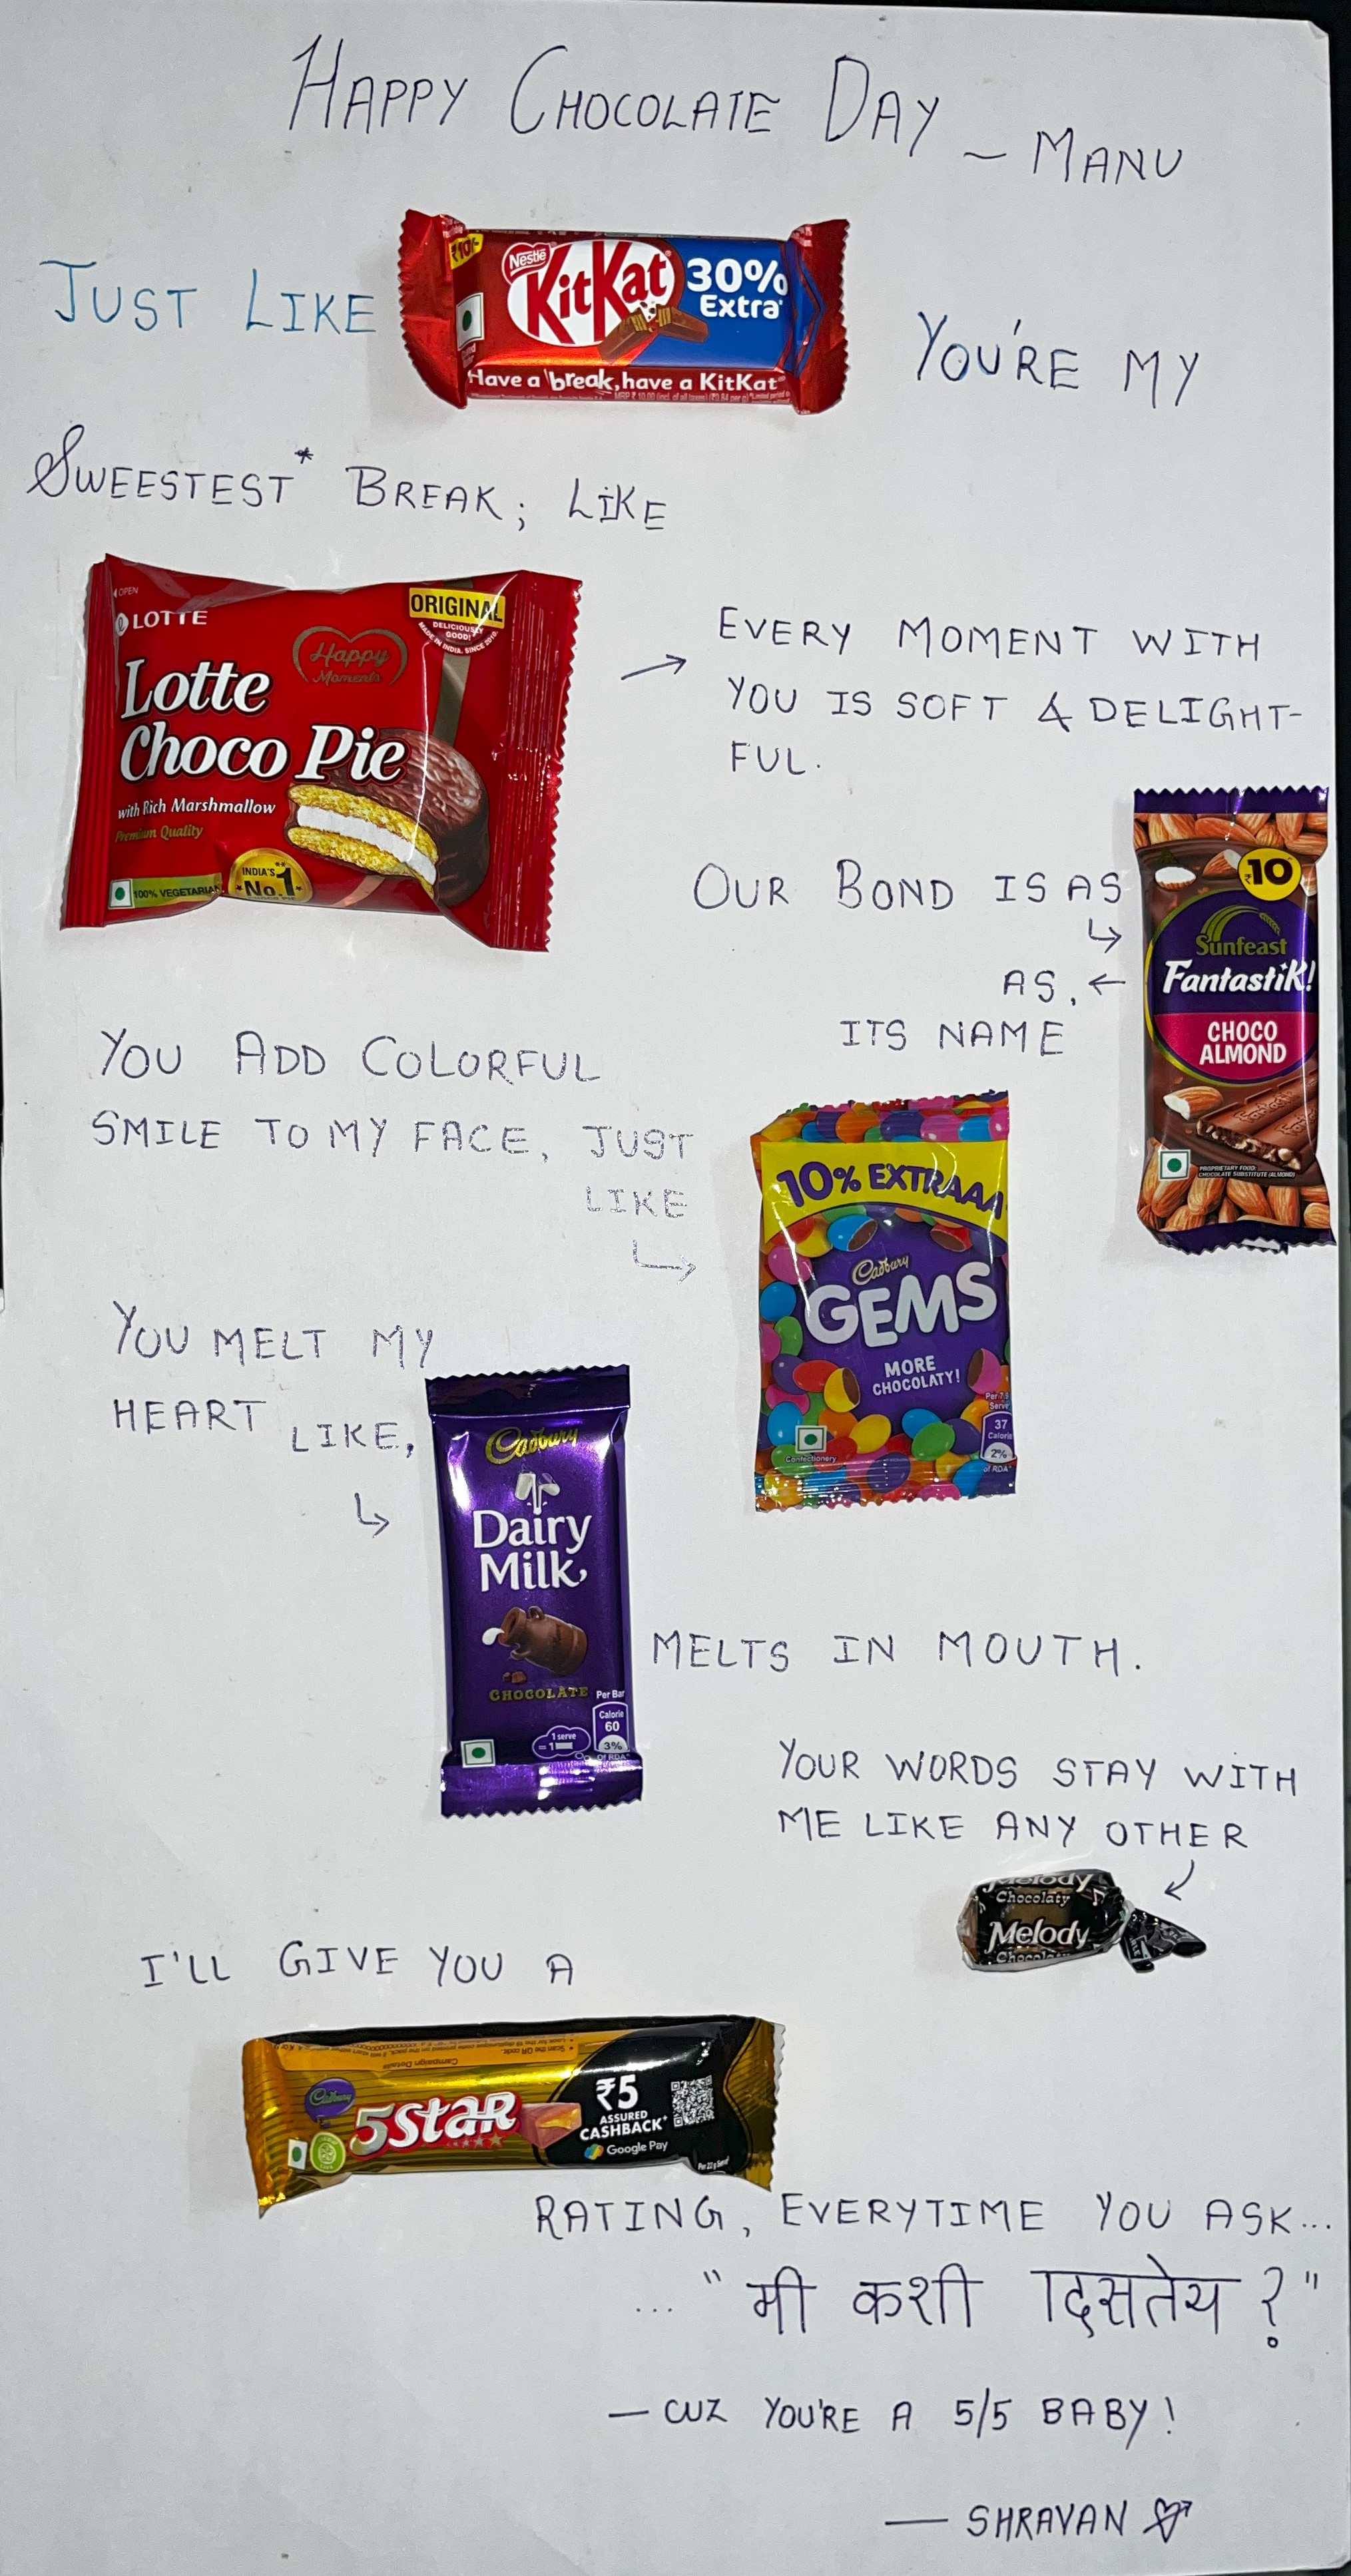 HAPPY CHOCOLATE DAY
~ MANU
JUST LIKE
₹10/-
Nestlé
KitKat
30%
Extra*
Have a break, have a KitKat
YOU'RE MY
SWEESTEST* BREAK; LIKE
OPEN
LOTTE
ORIGINAL
DELICIOUSLY
GOOD!
MADE IN INDIA. SINCE 2010.
Happy
Moments
Lotte
Choco Pie
with Rich Marshmallow
Premium Quality
INDIA'S
No.1
100% VEGETARIAN
→ EVERY MOMENT WITH
YOU IS SOFT & DELIGHT-
FUL.
OUR BOND IS AS
↳
AS, ←
ITS NAME
₹10
Sunfeast
FantastiK!
CHOCO
ALMOND
PROPRIETARY FOOD:
CHOCOLATE SUBSTITUTE (ALMOND)
YOU ADD COLORFUL
SMILE TO MY FACE, JUST
LIKE
10% EXTRAAA
Cadbury
GEMS
MORE
CHOCOLATY!
Serve
37
2%
of RDA*
Confectionery
YOU MELT MY
HEART LIKE,
Cadbury
Dairy
Milk
CHOCOLATE
Per Bar
Calorie
60
3%
Of RDA*
1 serve
MELTS IN MOUTH.
YOUR WORDS STAY WITH
ME LIKE ANY OTHER
Melody
Chocolaty
Melody
I'LL GIVE YOU A
Campaign Details
Cadbury
5Star
₹5
ASSURED
CASHBACK*
Google Pay
RATING, EVERYTIME YOU ASK...
... "मी कशी दिसतेय ?"
— CUZ YOU'RE A 5/5 BABY!
— SHRAVAN